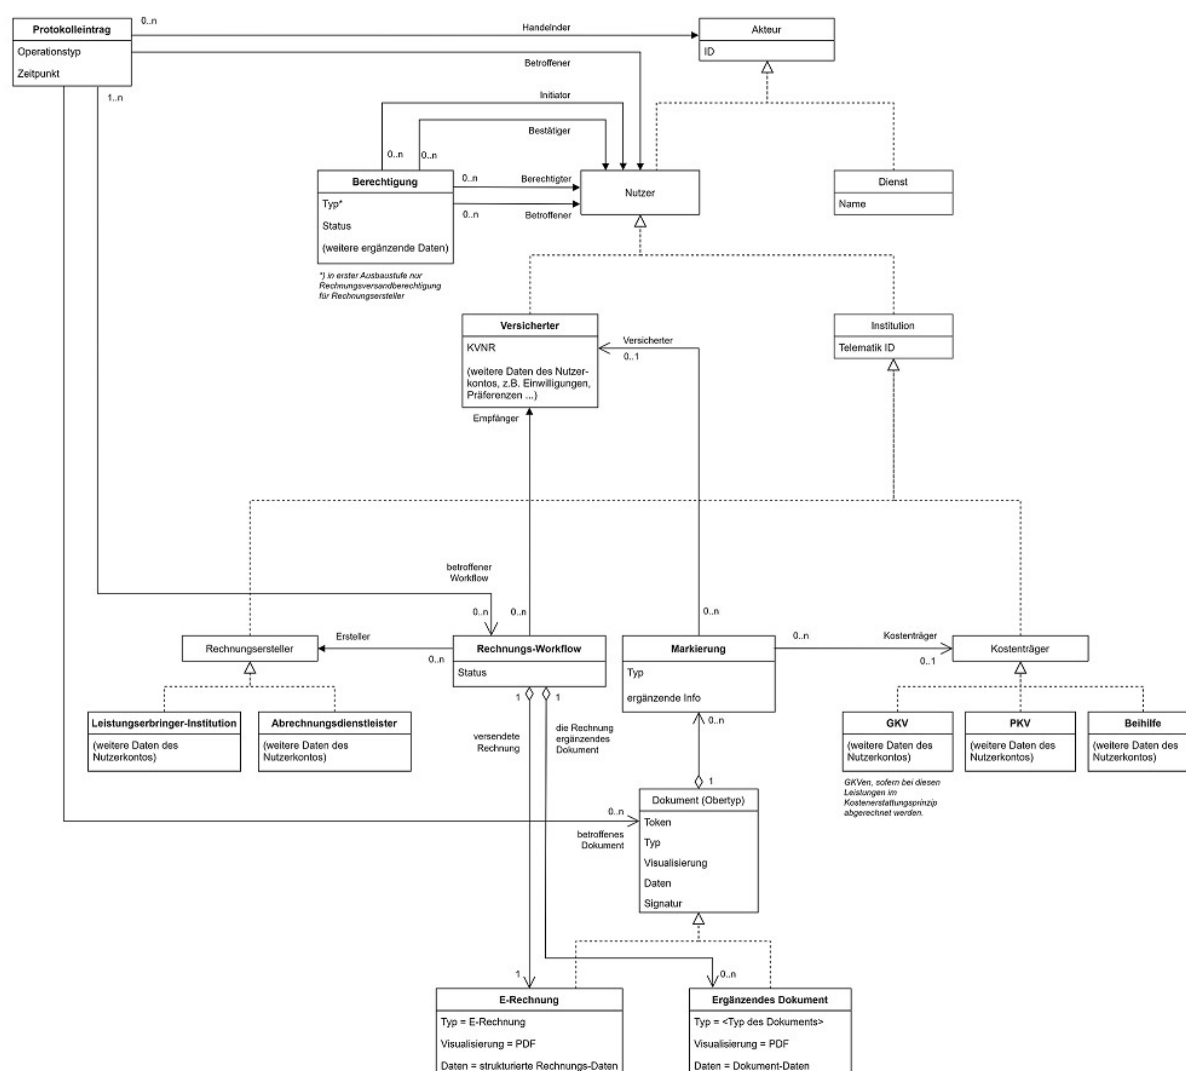 0..n
Handelnder
Protokolleintrag
Operationstyp
Zeitpunkt
1..n
Akteur
ID
Betroffener
Initiator
Bestätiger
0..n
0..n
Berechtigung
Typ*
Status
(weitere ergänzende Daten)
0..n
Berechtigter
0..n
Betroffener
Nutzer
Dienst
Name
*) in erster Ausbaustufe nur
Rechnungsversandberechtigung
für Rechnungsersteller
Versicherter
KVNR
(weitere Daten des Nutzer-
kontos, z.B. Einwilligungen,
Präferenzen ...)
Versicherter
0..1
Institution
Telematik ID
Empfänger
betroffener
Workflow
0..n
0..n
0..n
Rechnungsersteller
Ersteller
0..n
Rechnungs-Workflow
Status
Markierung
Typ
ergänzende Info
0..n
Kostenträger
0..1
Kostenträger
Leistungserbringer-Institution
(weitere Daten des
Nutzerkontos)
Abrechnungsdienstleister
(weitere Daten des
Nutzerkontos)
1
1
versendete
Rechnung
die Rechnung
ergänzendes
Dokument
0..n
1
GKV
(weitere Daten des
Nutzerkontos)
PKV
(weitere Daten des
Nutzerkontos)
Beihilfe
(weitere Daten des
Nutzerkontos)
GKVen, sofern bei diesen
Leistungen im
Kostenerstattungsprinzip
abgerechnet werden.
Dokument (Obertyp)
Token
Typ
Visualisierung
Daten
Signatur
0..n
betroffenes
Dokument
1
0..n
E-Rechnung
Typ = E-Rechnung
Visualisierung = PDF
Daten = strukturierte Rechnungs-Daten
Ergänzendes Dokument
Typ = <Typ des Dokuments>
Visualisierung = PDF
Daten = Dokument-Daten